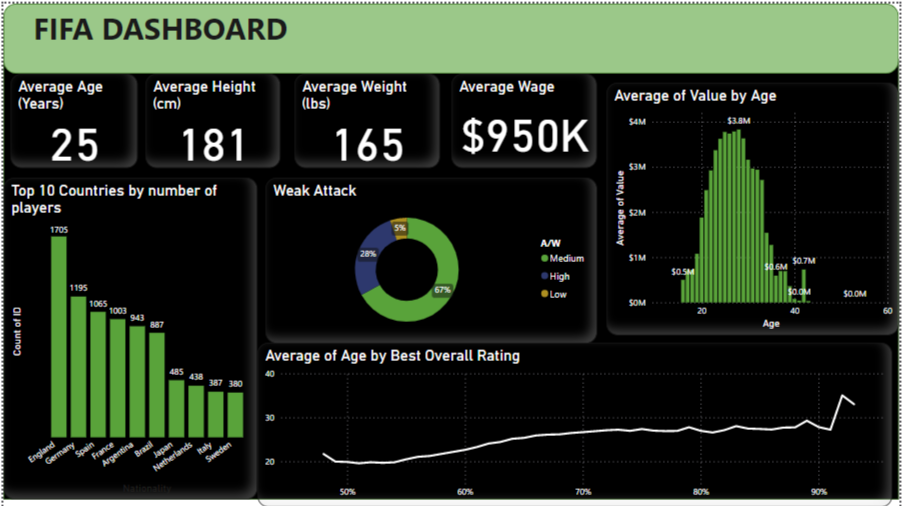 FIFA DASHBOARD
Average Age
(Years)
25
Average Height
(cm)
181
Average Weight
(lbs)
165
Average Wage
$950K
Average of Value by Age
$4M
$3M
$2M
$1M
$0M
Average of Value
$3.8M
$0.5M
$0.6M
$0.7M
$0.0M
$0.0M
20
40
60
Age
Top 10 Countries by number of
players
Count of ID
1705
1195
1065
1003
943
887
485
438
387
380
England
Germany
Spain
France
Argentina
Brazil
Japan
Netherlands
Italy
Sweden
Nationality
Weak Attack
5%
28%
67%
A/W
Medium
High
Low
Average of Age by Best Overall Rating
40
30
20
50%
60%
70%
80%
90%